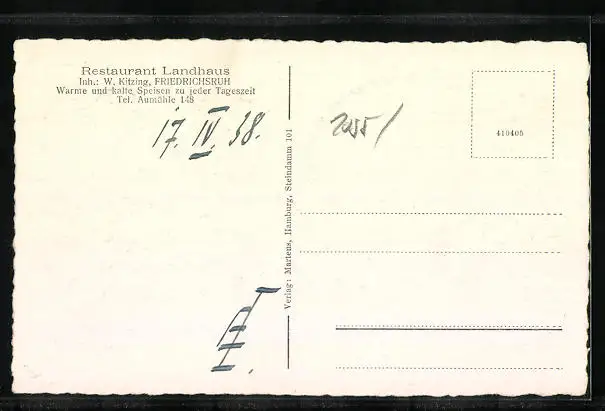 Restaurant Landhaus
Inh.: W. Kitzing, FRIEDRICHSRUH
Warme und kalte Speisen zu jeder Tageszeit
Tel. Aumühle 148
17. IV. 38.
Verlag: Martens, Hamburg, Steindamm 101
410405